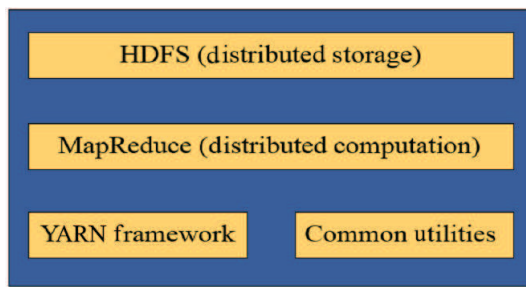 HDFS (distributed storage)
MapReduce (distributed computation)
YARN framework
Common utilities